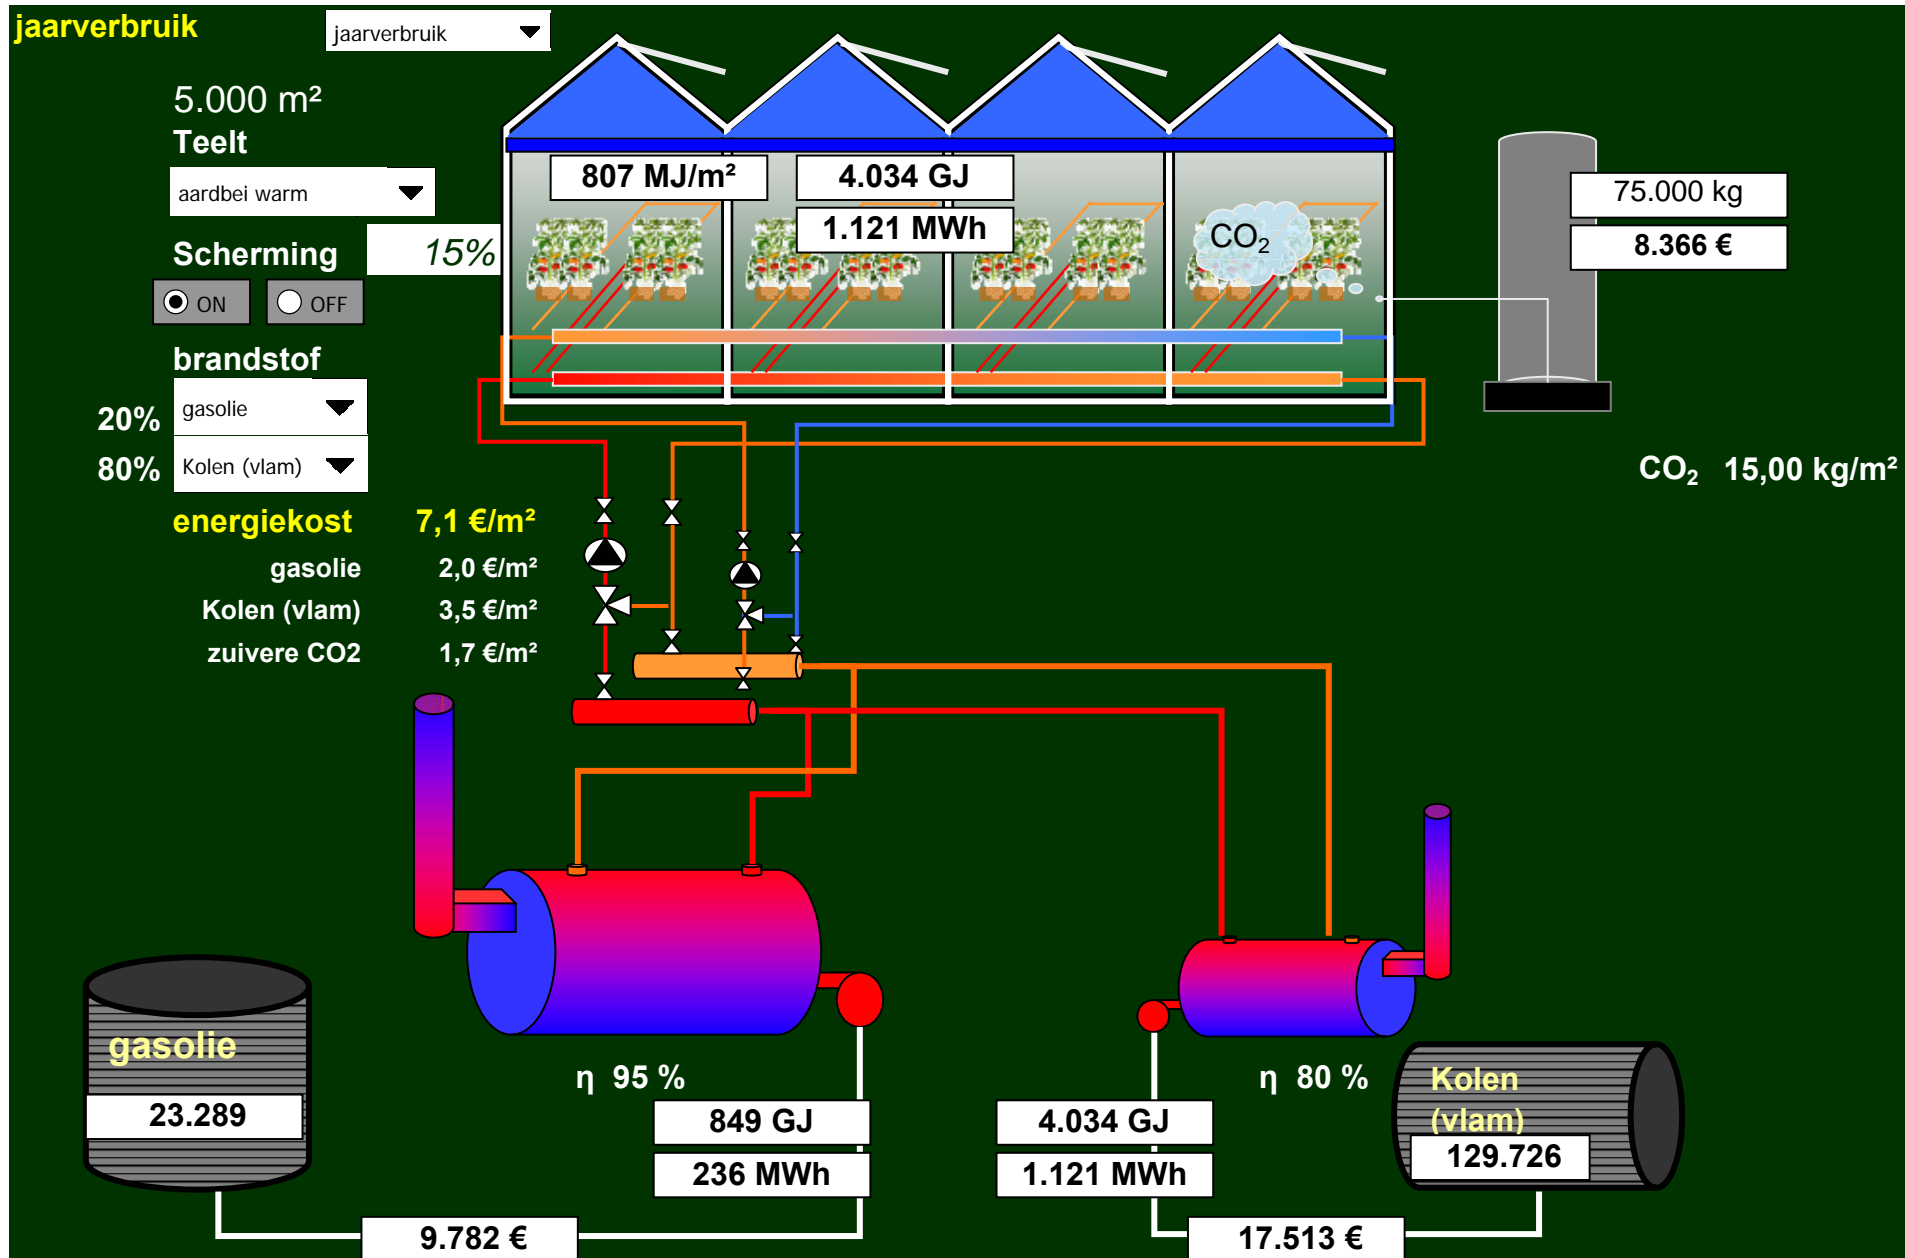 jaarverbruik
jaarverbruik
5.000 m²
Teelt
aardbei warm
Scherming
15%
ON
OFF
brandstof
20%
gasolie
80%
Kolen (vlam)
energiekost 7,1 €/m²
gasolie 2,0 €/m²
Kolen (vlam) 3,5 €/m²
zuivere CO2 1,7 €/m²
807 MJ/m²
4.034 GJ
1.121 MWh
CO₂
75.000 kg
8.366 €
CO₂ 15,00 kg/m²
gasolie
23.289
η 95 %
849 GJ
236 MWh
9.782 €
η 80 %
4.034 GJ
1.121 MWh
Kolen
(vlam)
129.726
17.513 €